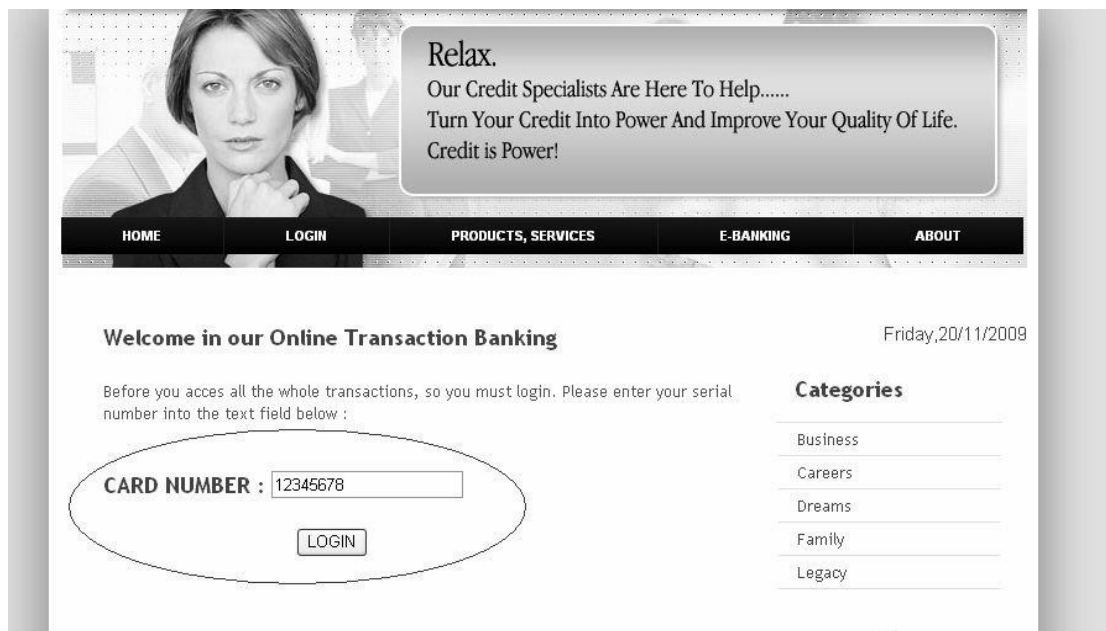 Relax.
Our Credit Specialists Are Here To Help......
Turn Your Credit Into Power And Improve Your Quality Of Life.
Credit is Power!
HOME LOGIN PRODUCTS, SERVICES E-BANKING ABOUT
Welcome in our Online Transaction Banking
Friday,20/11/2009
Before you acces all the whole transactions, so you must login. Please enter your serial
number into the text field below :
CARD NUMBER : 12345678
LOGIN
Categories
Business
Careers
Dreams
Family
Legacy